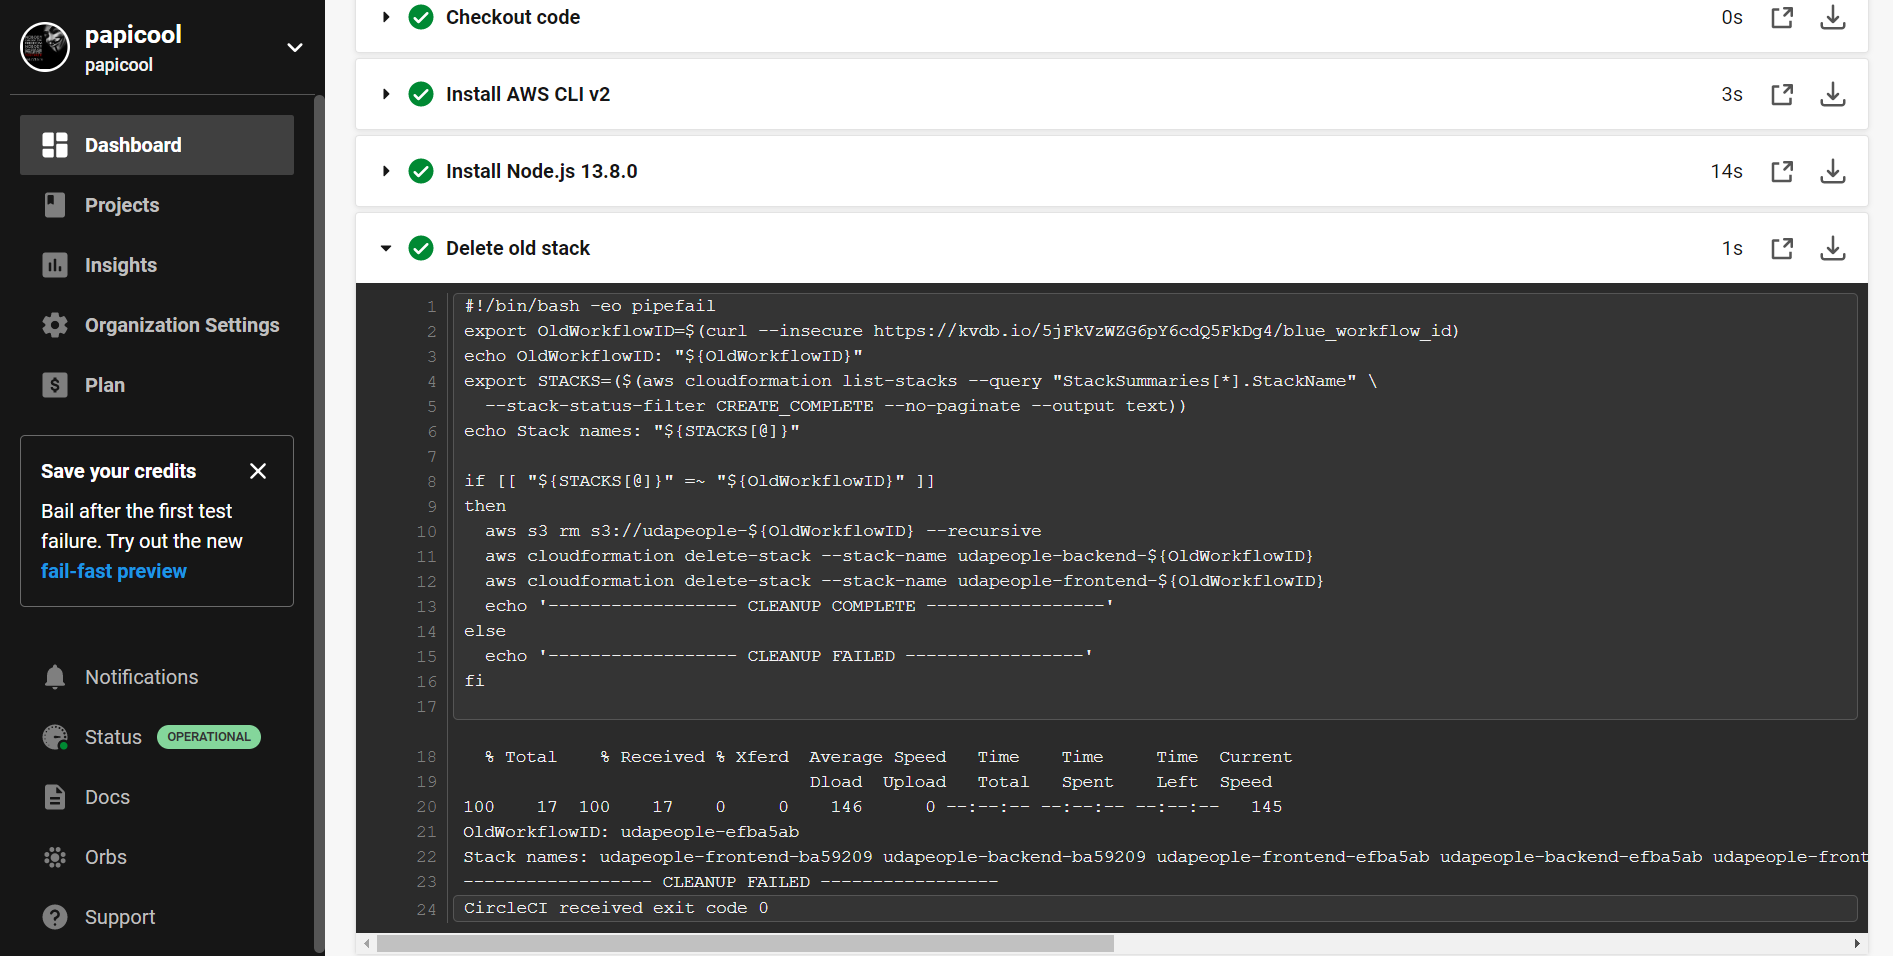 papicool
papicool
Dashboard
Projects
Insights
Organization Settings
Plan
Save your credits
Bail after the first test
failure. Try out the new
fail-fast preview
Notifications
Status OPERATIONAL
Docs
Orbs
Support
Checkout code 0s
Install AWS CLI v2 3s
Install Node.js 13.8.0 14s
Delete old stack 1s
1 #!/bin/bash -eo pipefail
2 export OldWorkflowID=$(curl --insecure https://kvdb.io/5jFkVzWZG6pY6cdQ5FkDg4/blue_workflow_id)
3 echo OldWorkflowID: "${OldWorkflowID}"
4 export STACKS=($(aws cloudformation list-stacks --query "StackSummaries[*].StackName" \
5   --stack-status-filter CREATE_COMPLETE --no-paginate --output text))
6 echo Stack names: "${STACKS[@]}"
7
8 if [[ "${STACKS[@]}" =~ "${OldWorkflowID}" ]]
9 then
10   aws s3 rm s3://udapeople-${OldWorkflowID} --recursive
11   aws cloudformation delete-stack --stack-name udapeople-backend-${OldWorkflowID}
12   aws cloudformation delete-stack --stack-name udapeople-frontend-${OldWorkflowID}
13   echo '------------------ CLEANUP COMPLETE -----------------'
14 else
15   echo '------------------ CLEANUP FAILED -----------------'
16 fi
17
18   % Total    % Received % Xferd  Average Speed   Time    Time     Time  Current
19                                  Dload  Upload   Total   Spent    Left  Speed
20 100    17  100    17    0     0    146      0 --:--:-- --:--:-- --:--:--   145
21 OldWorkflowID: udapeople-efba5ab
22 Stack names: udapeople-frontend-ba59209 udapeople-backend-ba59209 udapeople-frontend-efba5ab udapeople-backend-efba5ab udapeople-front
23 ------------------ CLEANUP FAILED -----------------
24 CircleCI received exit code 0